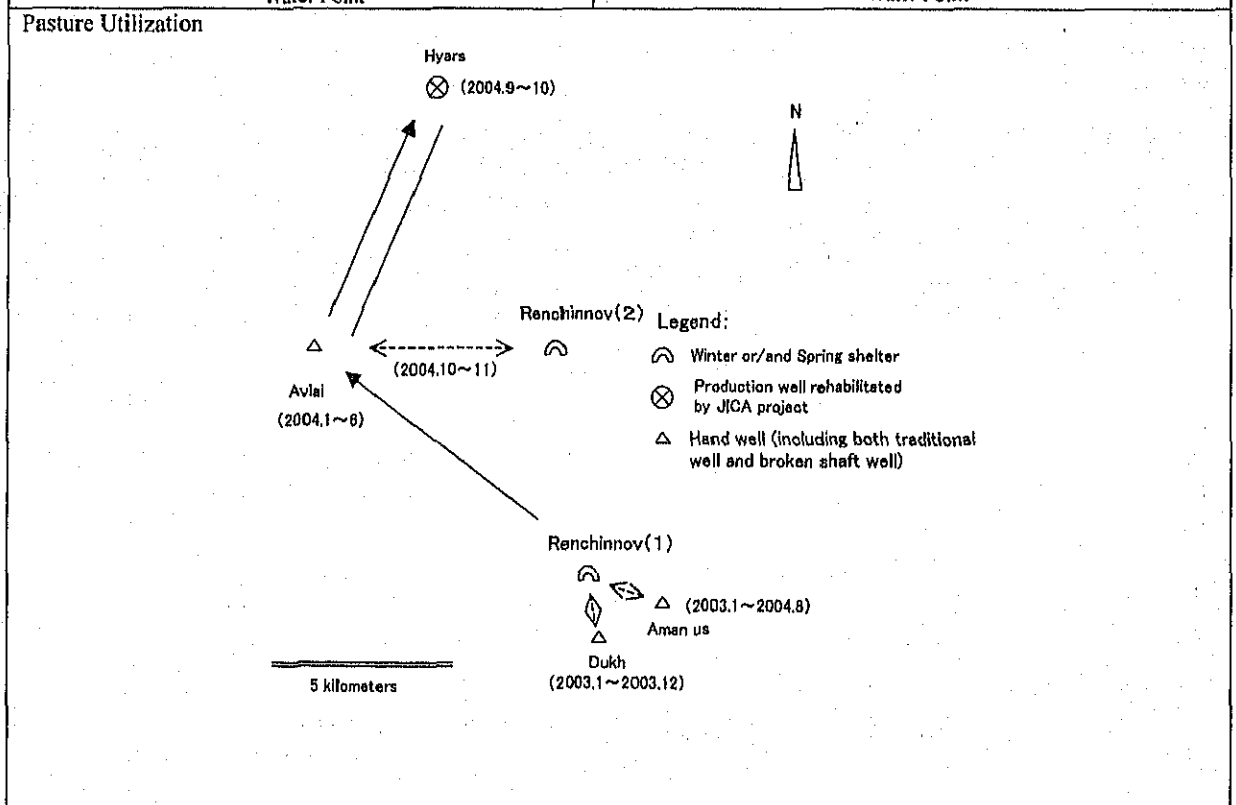 Pasture Utilization
Hyars
(2004.9~10)
N
Renchinnov(2)
Legend:
Winter or/and Spring shelter
(2004.10~11)
Production well rehabilitated
by JICA project
Avlai
(2004.1~6)
Hand well (including both traditional
well and broken shaft well)
Renchinnov(1)
(2003.1~2004.8)
Aman us
Dukh
(2003.1~2003.12)
5 kilometers